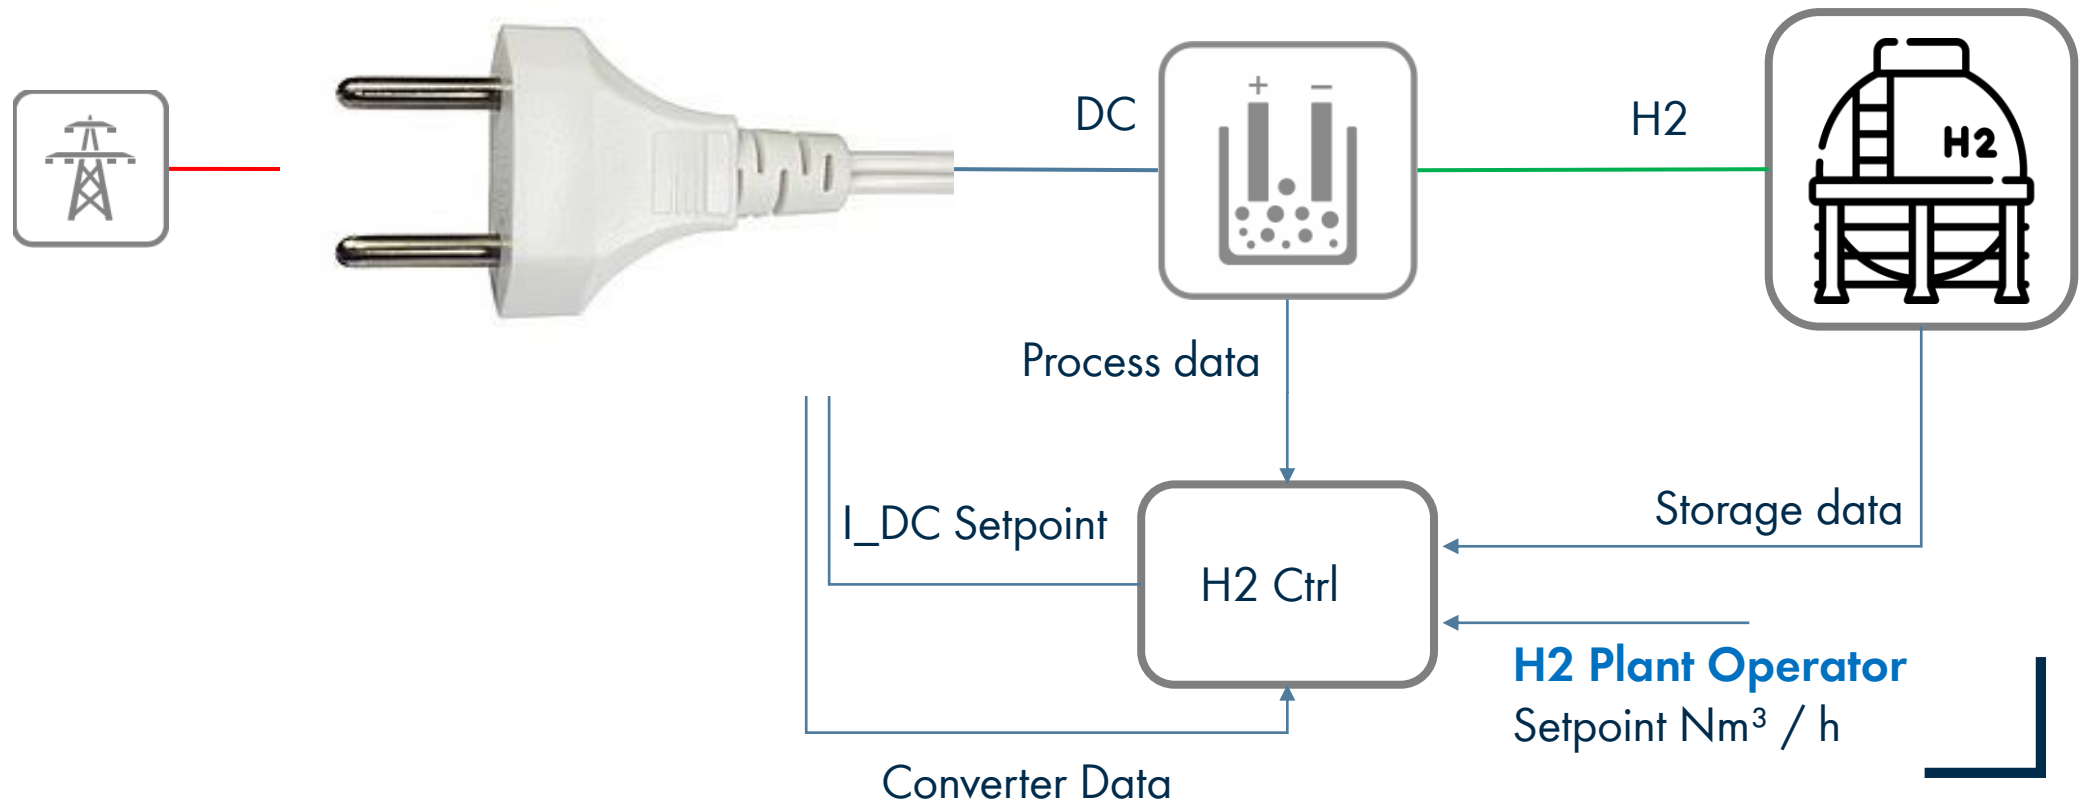 DC
+ –
H2
H2
Process data
I_DC Setpoint
Storage data
H2 Ctrl
H2 Plant Operator
Setpoint Nm³ / h
Converter Data